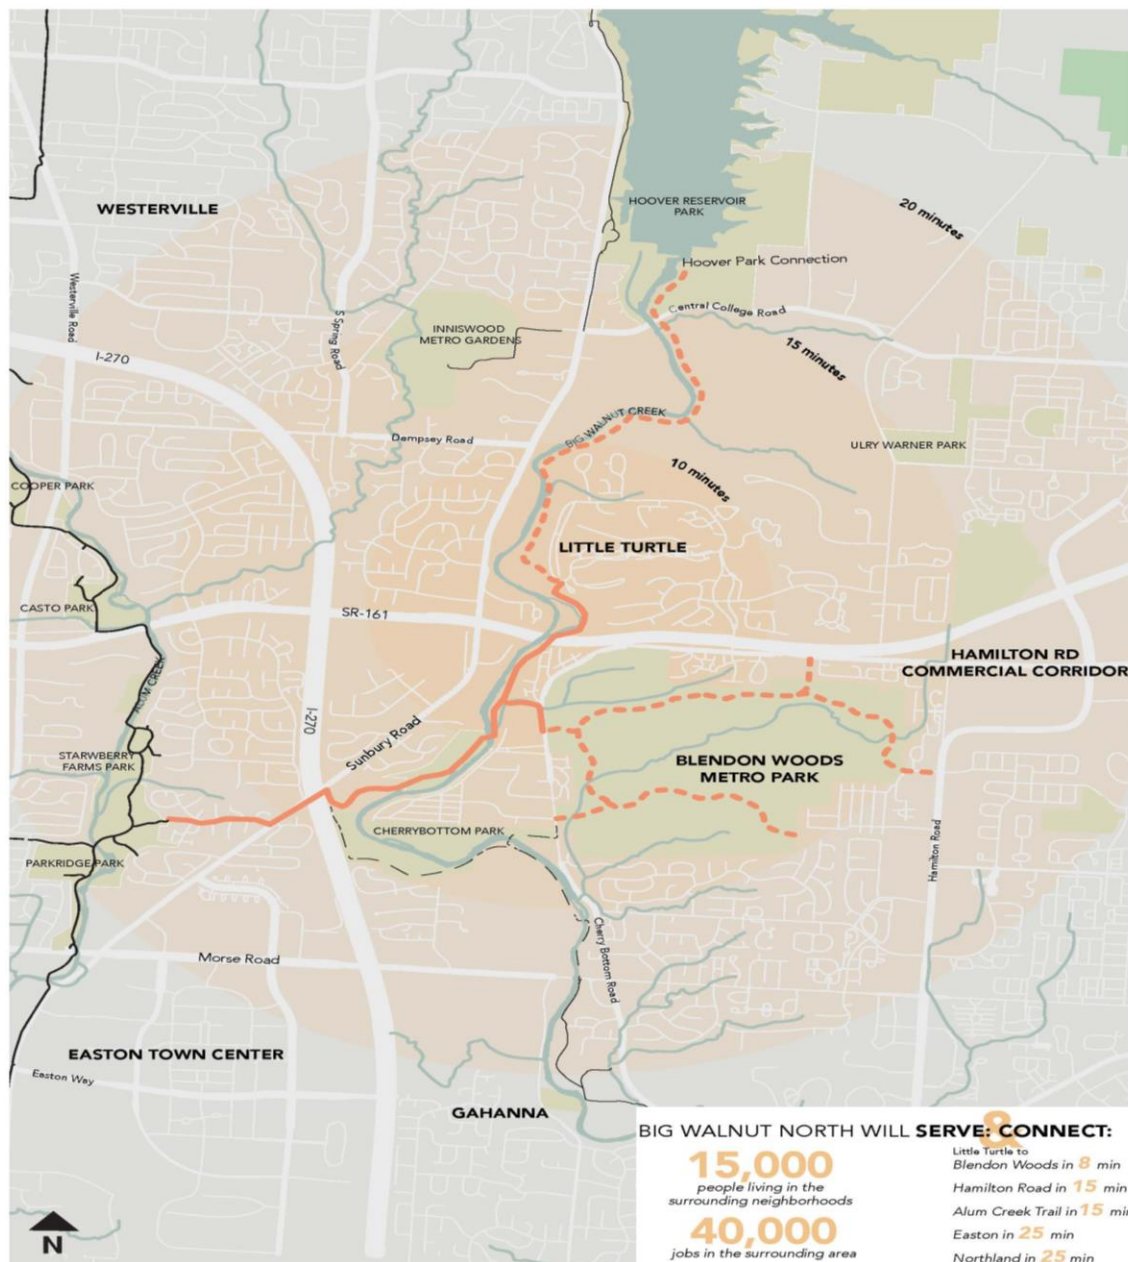 HOOVER RESERVOIR
PARK
20 minutes
WESTERVILLE
Hoover Park Connection
Westerville Road
S Spring Road
Central College Road
INNISWOOD
METRO GARDENS
I-270
15 minutes
BIG WALNUT CREEK
Dempsey Road
ULRY WARNER PARK
10 minutes
COOPER PARK
LITTLE TURTLE
CASTO PARK
SR-161
HAMILTON RD
COMMERCIAL CORRIDOR
ALUM CREEK
I-270
Sunbury Road
STARWBERRY
FARMS PARK
BLENDON WOODS
METRO PARK
CHERRYBOTTOM PARK
PARKRIDGE PARK
Hamilton Road
Cherry Bottom Road
Morse Road
EASTON TOWN CENTER
Easton Way
GAHANNA
N
BIG WALNUT NORTH WILL SERVE: & CONNECT:
15,000
people living in the
surrounding neighborhoods
40,000
jobs in the surrounding area
Little Turtle to
Blendon Woods in 8 min
Hamilton Road in 15 min
Alum Creek Trail in 15 min
Easton in 25 min
Northland in 25 min